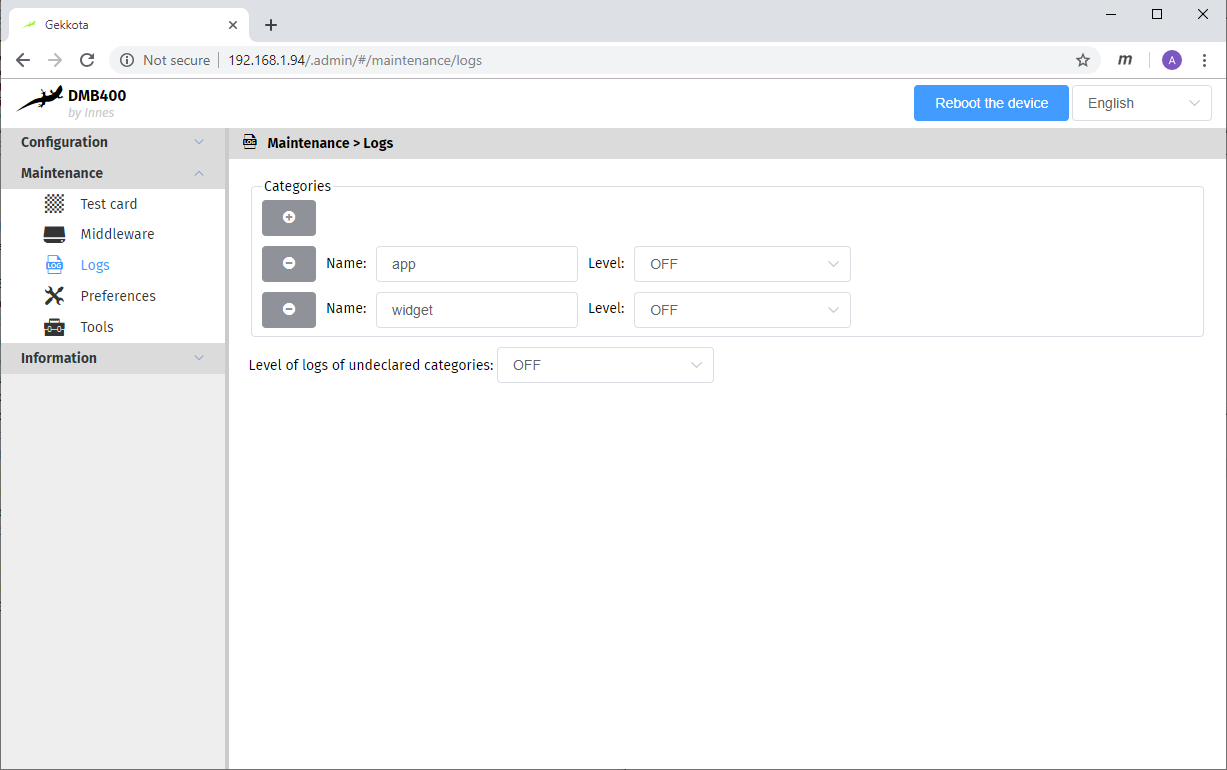 Gekkota
Not secure 192.168.1.94/.admin/#/maintenance/logs
m
A
DMB400
by Innes
Reboot the device
English
Configuration
Maintenance
Test card
Middleware
LOG Logs
Preferences
Tools
Information
LOG Maintenance > Logs
Categories
Name: app Level: OFF
Name: widget Level: OFF
Level of logs of undeclared categories: OFF